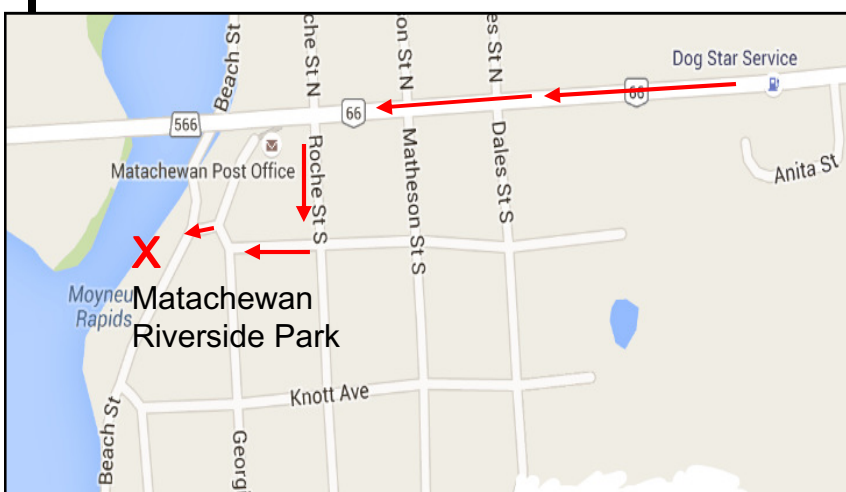 Beach St
che St N
on St N
es St N
Dog Star Service
66
66
566
Matachewan Post Office
Roche St S
Matheson St S
Dales St S
Anita St
X
Moyneu
Rapids
Matachewan
Riverside Park
Knott Ave
Beach St
Georg